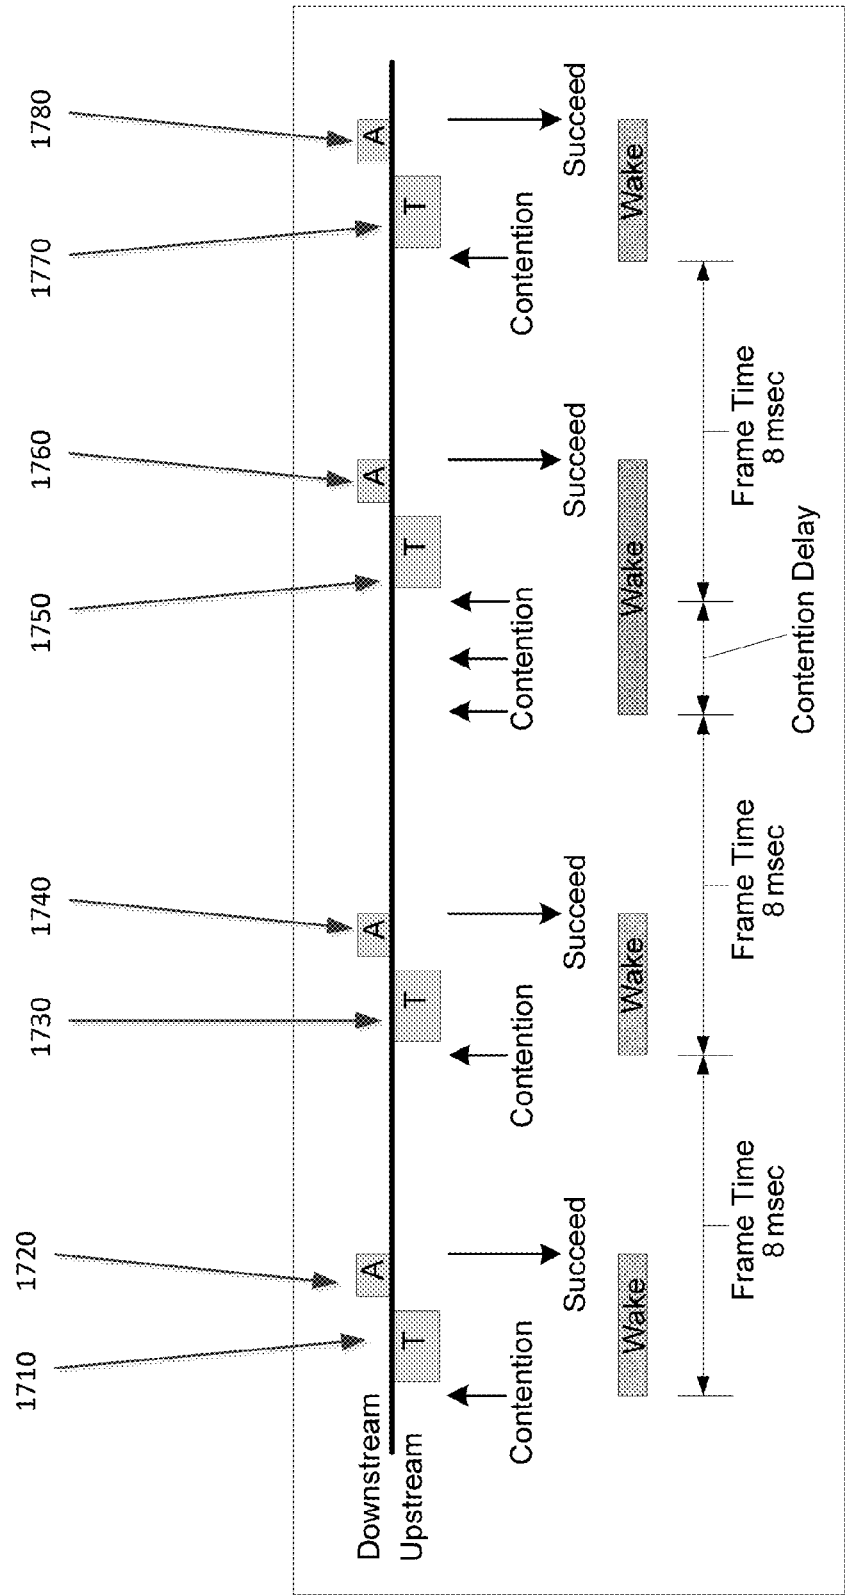 1710
1720
1730
1740
1750
1760
1770
1780
Downstream
A
A
A
A
Upstream
T
T
T
T
Contention
Contention
Contention
Contention
Contention
Succeed
Succeed
Succeed
Succeed
Wake
Wake
Wake
Wake
Frame Time
8 msec
Frame Time
8 msec
Frame Time
8 msec
Contention Delay